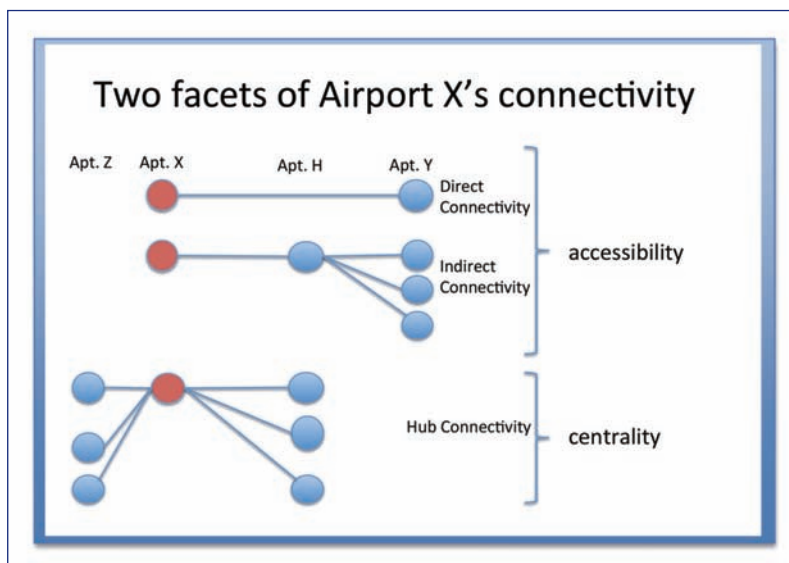 Two facets of Airport X’s connectivity
Apt. Z Apt. X Apt. H Apt. Y
Direct
Connectivity
accessibility
Indirect
Connectivity
Hub Connectivity
centrality